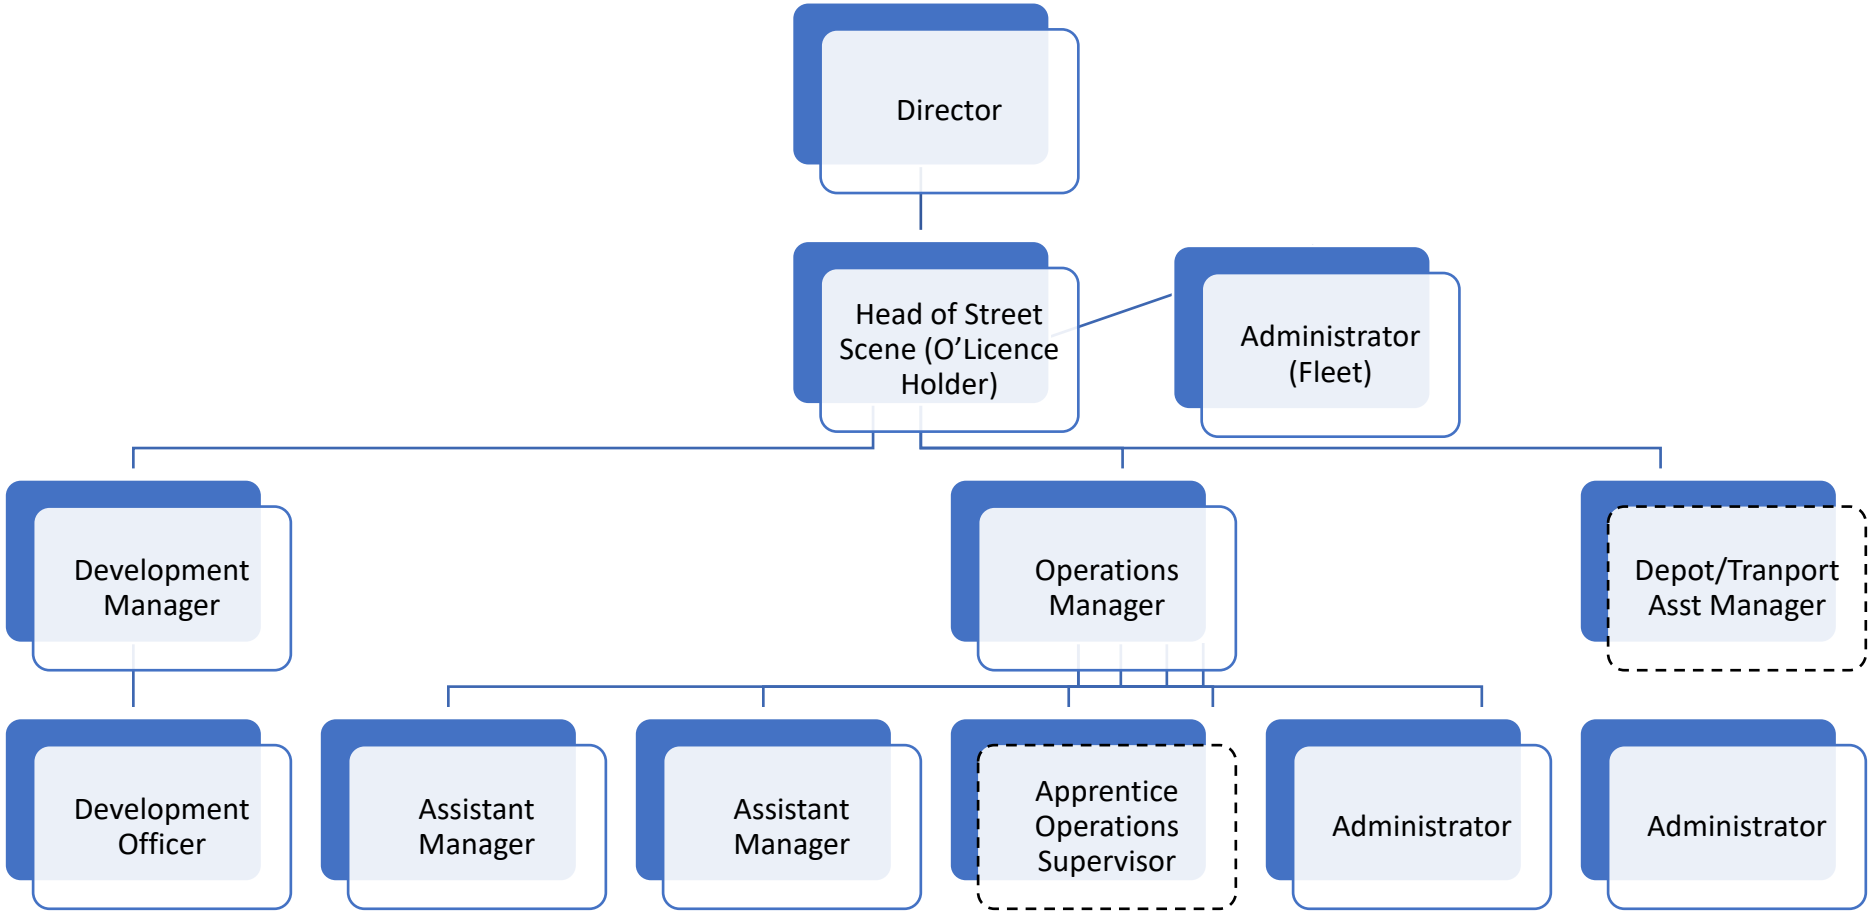 Director
Head of Street
Scene (O’Licence
Holder)
Administrator
(Fleet)
Development
Manager
Operations
Manager
Depot/Tranport
Asst Manager
Development
Officer
Assistant
Manager
Assistant
Manager
Apprentice
Operations
Supervisor
Administrator
Administrator